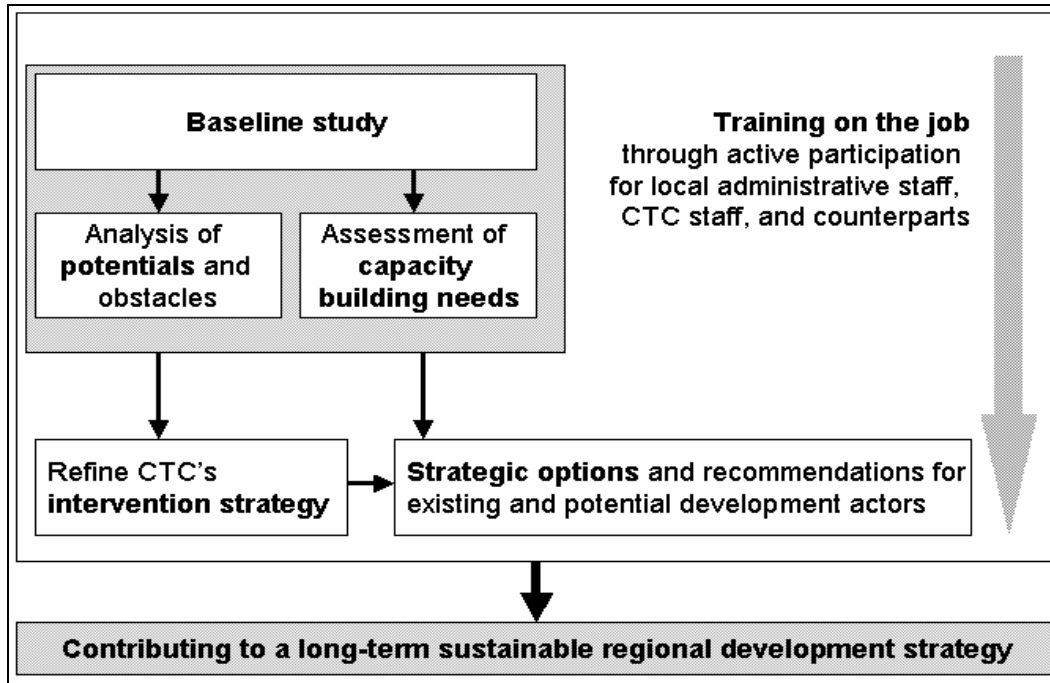 Baseline study
Training on the job
through active participation
for local administrative staff,
CTC staff, and counterparts
Analysis of
potentials and
obstacles
Assessment of
capacity
building needs
Refine CTC's
intervention strategy
Strategic options and recommendations for
existing and potential development actors
Contributing to a long-term sustainable regional development strategy